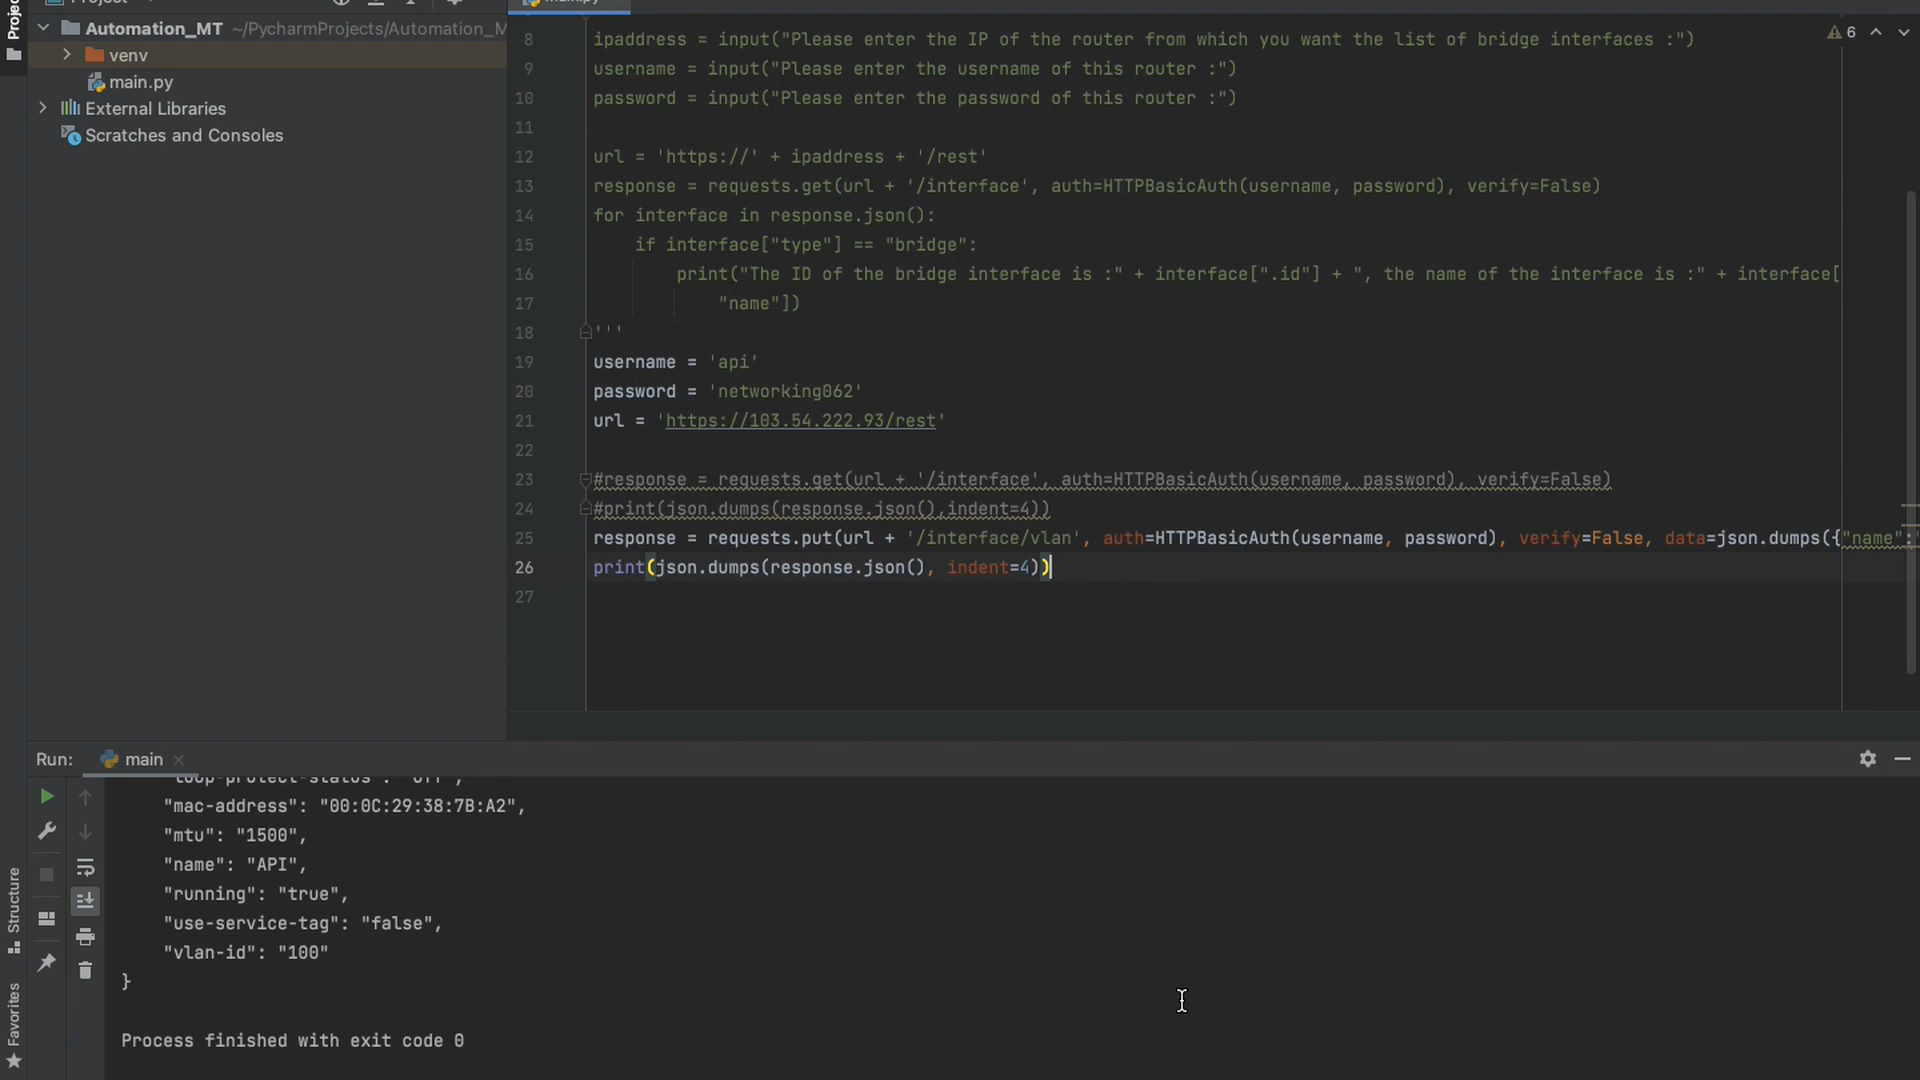 Project
main.py
Project
Automation_MT ~/PycharmProjects/Automation_M
venv
main.py
External Libraries
Scratches and Consoles
6
8 ipaddress = input("Please enter the IP of the router from which you want the list of bridge interfaces :")
9 username = input("Please enter the username of this router :")
10 password = input("Please enter the password of this router :")
11
12 url = 'https://' + ipaddress + '/rest'
13 response = requests.get(url + '/interface', auth=HTTPBasicAuth(username, password), verify=False)
14 for interface in response.json():
15 if interface["type"] == "bridge":
16 print("The ID of the bridge interface is :" + interface[".id"] + ", the name of the interface is :" + interface[
17 "name"])
18 '''
19 username = 'api'
20 password = 'networking062'
21 url = 'https://103.54.222.93/rest'
22
23 #response = requests.get(url + '/interface', auth=HTTPBasicAuth(username, password), verify=False)
24 #print(json.dumps(response.json(),indent=4))
25 response = requests.put(url + '/interface/vlan', auth=HTTPBasicAuth(username, password), verify=False, data=json.dumps({"name":"
26 print(json.dumps(response.json(), indent=4))
27
Run: main
"loop-protect-status": "off",
"mac-address": "00:0C:29:38:7B:A2",
"mtu": "1500",
"name": "API",
"running": "true",
"use-service-tag": "false",
"vlan-id": "100"
}
Process finished with exit code 0
Structure
Favorites